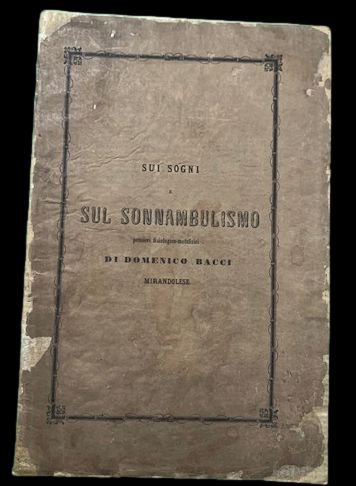 SUI SOGNI
E
SUL SONNAMBULISMO
pensieri fisiologico-metafisici
DI DOMENICO BACCI
MIRANDOLESE.